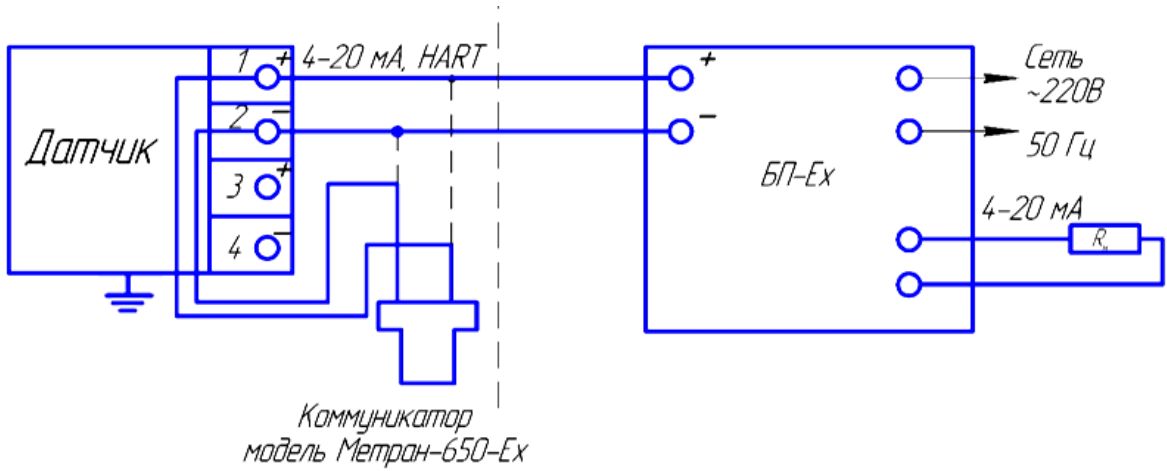 Датчик
1 +
2 −
3 +
4 −
4-20 мА, HART
+
−
БП-Ex
Сеть
~220В
50 Гц
4-20 мА
Rн
Коммуникатор
модель Метран-650-Ex